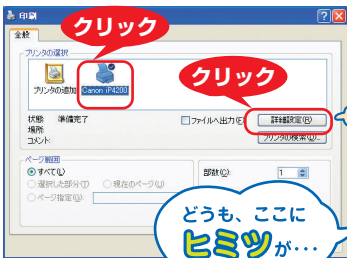 印刷
全般
クリック
プリンタの選択
プリンタの追加
Canon iP4200
クリック
状態 準備完了
場所
コメント
ファイルへ出力(F)
詳細設定(R)
プリンタの検索(D)...
ページ範囲
すべて(L)
選択した部分(T)
現在のページ(U)
ページ指定(G):
部数(C):
1
どうも、ここに
ヒミツが・・・